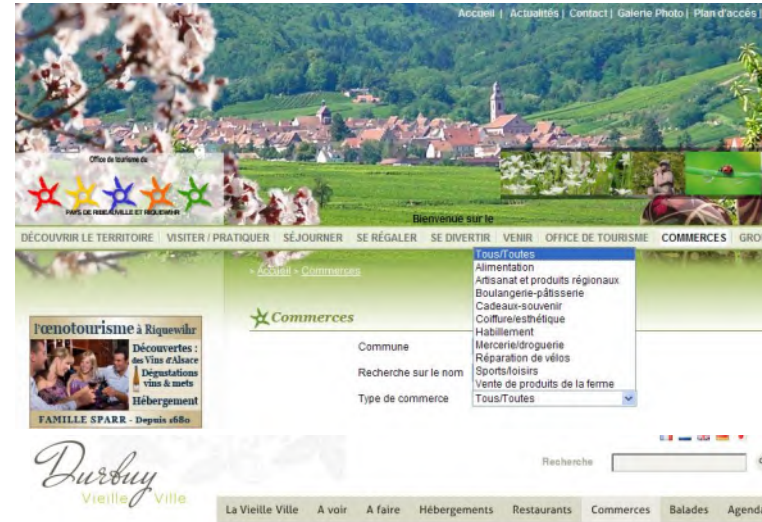 Accueil | Actualités | Contact | Galerie Photo | Plan d'accès |
Office de tourisme du
PAYS DE RIBEAUVILLE ET RIQUEWIHR
Bienvenue sur le
DÉCOUVRIR LE TERRITOIRE VISITER / PRATIQUER SÉJOURNER SE RÉGALER SE DIVERTIR VENIR OFFICE DE TOURISME COMMERCES GRO
> Accueil > Commerces
Tous/Toutes
Alimentation
Artisanat et produits régionaux
Boulangerie-pâtisserie
Cadeaux-souvenir
Coiffure/esthétique
Habillement
Mercerie/droguerie
Réparation de vélos
Sports/loisirs
Vente de produits de la ferme
Commerces
Commune
Recherche sur le nom
Type de commerce Tous/Toutes
l'œnotourisme à Riquewihr
Découvertes :
des Vins d'Alsace
Dégustations
vins & mets
Hébergement
FAMILLE SPARR - Depuis 1680
Durbuy
Vieille Ville
Recherche
La Vieille Ville A voir A faire Hébergements Restaurants Commerces Balades Agenda